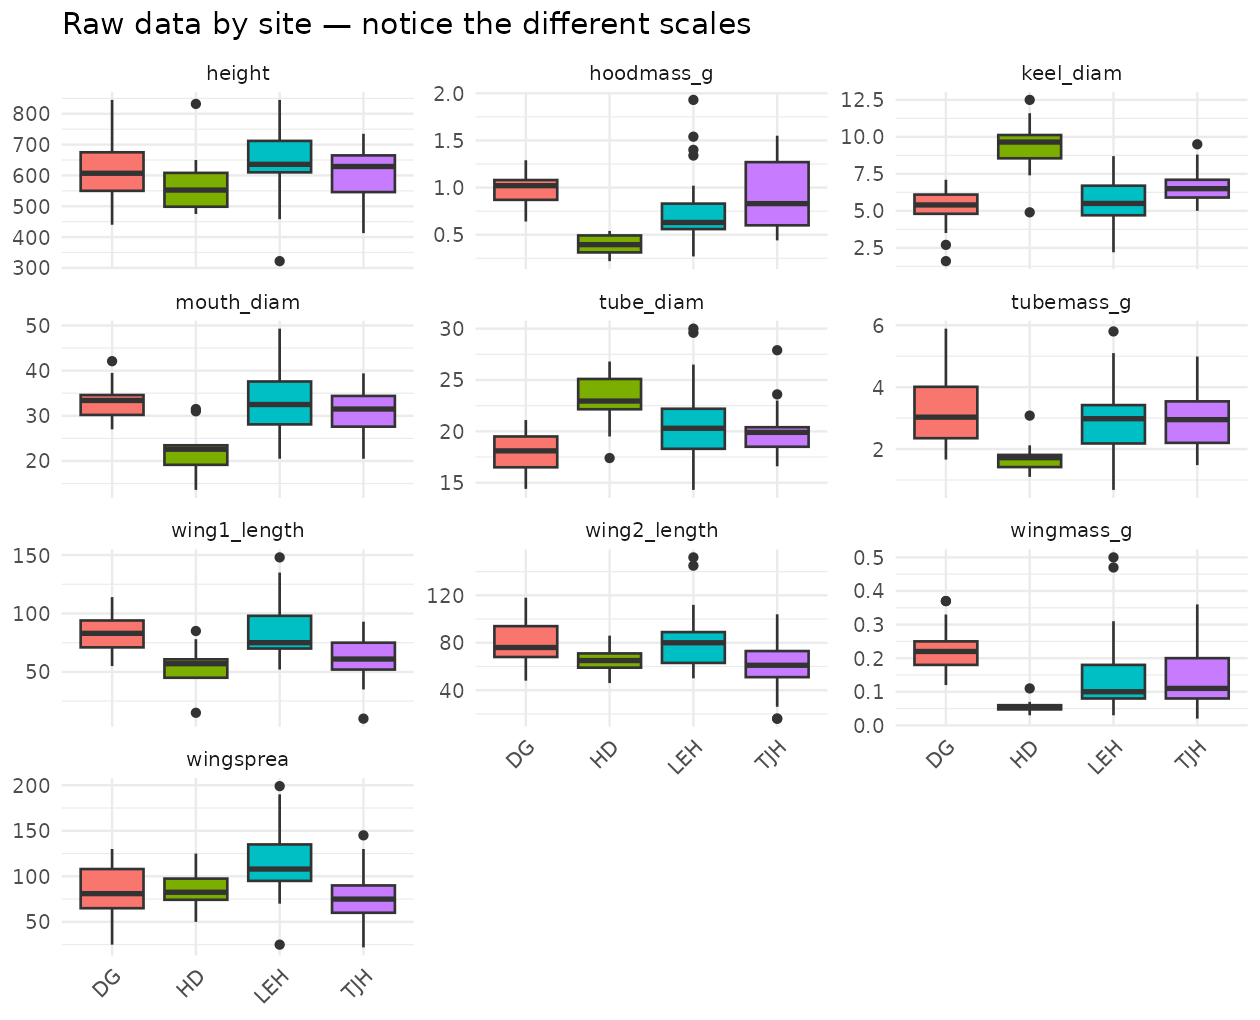 Raw data by site — notice the different scales
height
hoodmass_g
keel_diam
800
700
600
500
400
300
2.0
1.5
1.0
0.5
12.5
10.0
7.5
5.0
2.5
mouth_diam
tube_diam
tubemass_g
50
40
30
20
30
25
20
15
6
4
2
wing1_length
wing2_length
wingmass_g
150
100
50
120
80
40
0.5
0.4
0.3
0.2
0.1
0.0
DG
HD
LEH
TJH
DG
HD
LEH
TJH
wingsprea
200
150
100
50
DG
HD
LEH
TJH